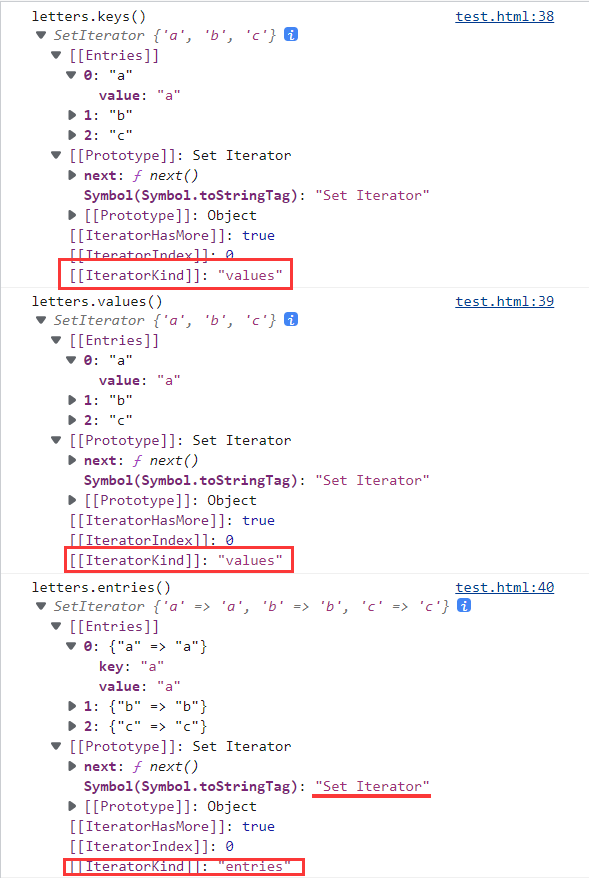 letters.keys() test.html:38
▼ SetIterator {'a', 'b', 'c'} i
▼ [[Entries]]
▼ 0: "a"
value: "a"
▶ 1: "b"
▶ 2: "c"
▼ [[Prototype]]: Set Iterator
▶ next: ƒ next()
Symbol(Symbol.toStringTag): "Set Iterator"
▶ [[Prototype]]: Object
[[IteratorHasMore]]: true
[[IteratorIndex]]: 0
[[IteratorKind]]: "values"
letters.values() test.html:39
▼ SetIterator {'a', 'b', 'c'} i
▼ [[Entries]]
▼ 0: "a"
value: "a"
▶ 1: "b"
▶ 2: "c"
▼ [[Prototype]]: Set Iterator
▶ next: ƒ next()
Symbol(Symbol.toStringTag): "Set Iterator"
▶ [[Prototype]]: Object
[[IteratorHasMore]]: true
[[IteratorIndex]]: 0
[[IteratorKind]]: "values"
letters.entries() test.html:40
▼ SetIterator {'a' => 'a', 'b' => 'b', 'c' => 'c'} i
▼ [[Entries]]
▼ 0: {"a" => "a"}
key: "a"
value: "a"
▶ 1: {"b" => "b"}
▶ 2: {"c" => "c"}
▼ [[Prototype]]: Set Iterator
▶ next: ƒ next()
Symbol(Symbol.toStringTag): "Set Iterator"
▶ [[Prototype]]: Object
[[IteratorHasMore]]: true
[[IteratorIndex]]: 0
[[IteratorKind]]: "entries"